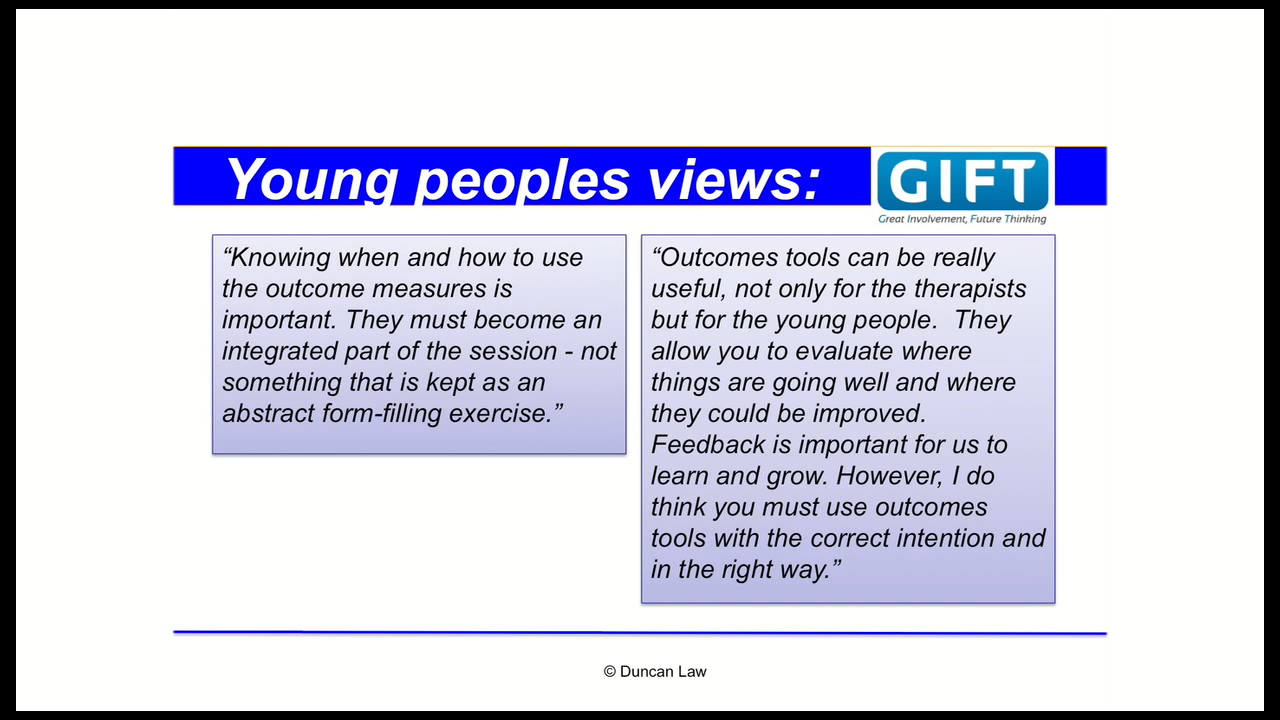 Young peoples views:
GIFT
Great Involvement, Future Thinking
“Knowing when and how to use
the outcome measures is
important. They must become an
integrated part of the session - not
something that is kept as an
abstract form-filling exercise.”
“Outcomes tools can be really
useful, not only for the therapists
but for the young people.  They
allow you to evaluate where
things are going well and where
they could be improved.
Feedback is important for us to
learn and grow. However, I do
think you must use outcomes
tools with the correct intention and
in the right way.”
© Duncan Law